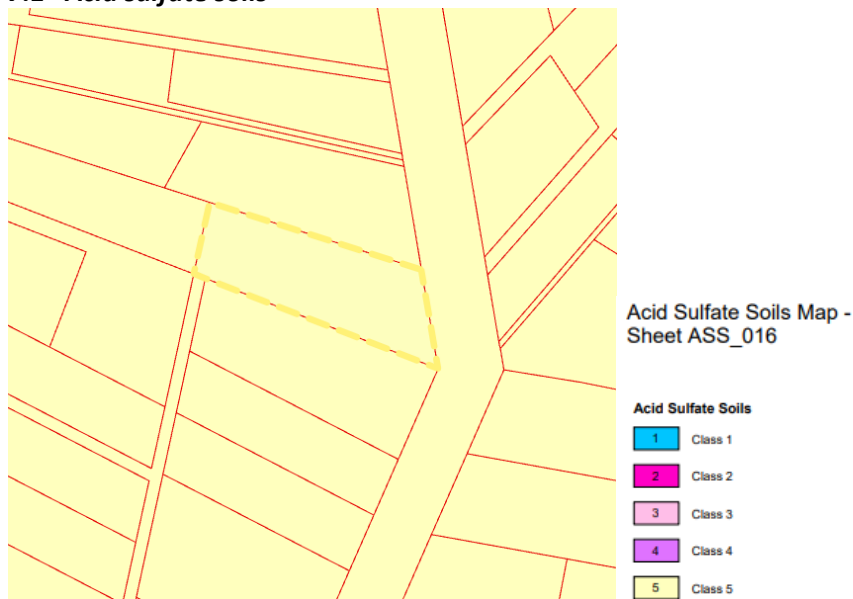 Acid Sulfate Soils Map -
Sheet ASS_016
Acid Sulfate Soils
1 Class 1
2 Class 2
3 Class 3
4 Class 4
5 Class 5